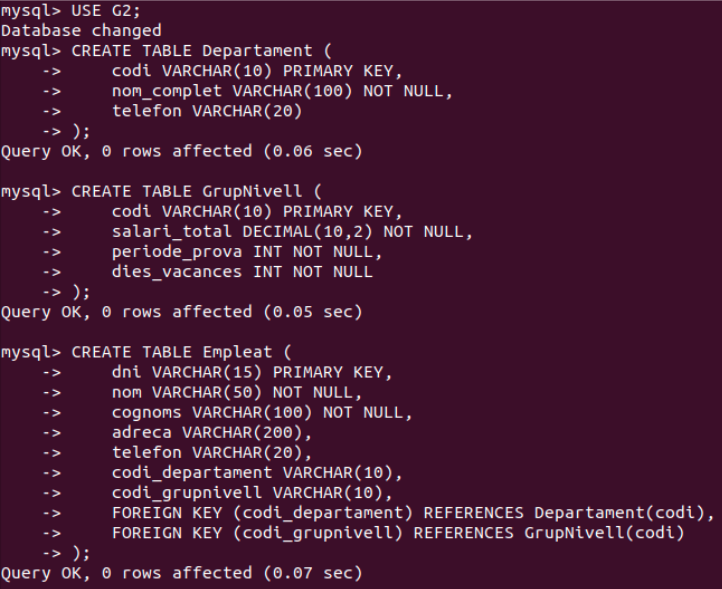 mysql> USE G2;
Database changed
mysql> CREATE TABLE Departament (
    ->     codi VARCHAR(10) PRIMARY KEY,
    ->     nom_complet VARCHAR(100) NOT NULL,
    ->     telefon VARCHAR(20)
    -> );
Query OK, 0 rows affected (0.06 sec)

mysql> CREATE TABLE GrupNivell (
    ->     codi VARCHAR(10) PRIMARY KEY,
    ->     salari_total DECIMAL(10,2) NOT NULL,
    ->     periode_prova INT NOT NULL,
    ->     dies_vacances INT NOT NULL
    -> );
Query OK, 0 rows affected (0.05 sec)

mysql> CREATE TABLE Empleat (
    ->     dni VARCHAR(15) PRIMARY KEY,
    ->     nom VARCHAR(50) NOT NULL,
    ->     cognoms VARCHAR(100) NOT NULL,
    ->     adreca VARCHAR(200),
    ->     telefon VARCHAR(20),
    ->     codi_departament VARCHAR(10),
    ->     codi_grupnivell VARCHAR(10),
    ->     FOREIGN KEY (codi_departament) REFERENCES Departament(codi),
    ->     FOREIGN KEY (codi_grupnivell) REFERENCES GrupNivell(codi)
    -> );
Query OK, 0 rows affected (0.07 sec)